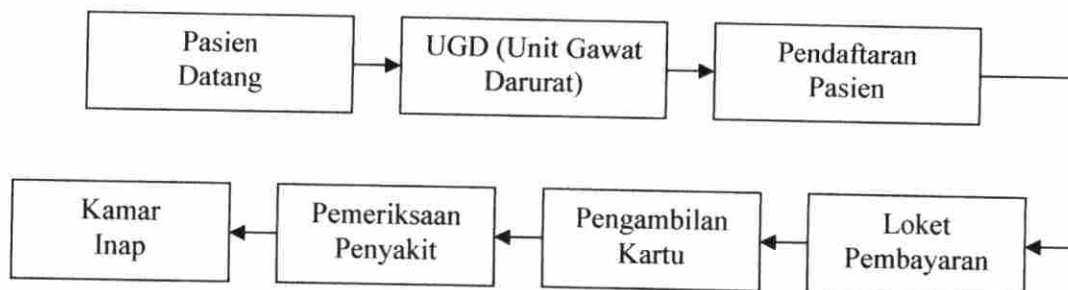 Pasien
Datang
UGD (Unit Gawat
Darurat)
Pendaftaran
Pasien
Loket
Pembayaran
Pengambilan
Kartu
Pemeriksaan
Penyakit
Kamar
Inap